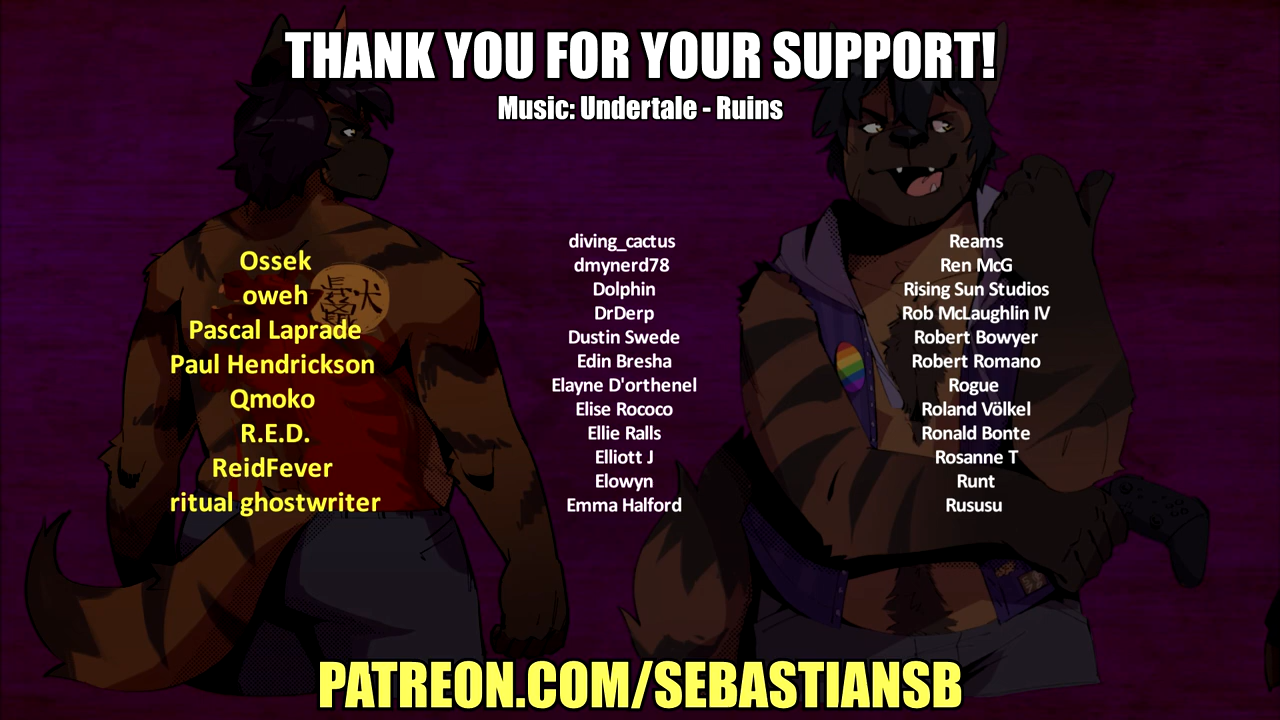 THANK YOU FOR YOUR SUPPORT!
Music: Undertale - Ruins
Ossek
oweh
Pascal Laprade
Paul Hendrickson
Qmoko
R.E.D.
ReidFever
ritual ghostwriter
diving_cactus
dmynerd78
Dolphin
DrDerp
Dustin Swede
Edin Bresha
Elayne D'orthenel
Elise Rococo
Ellie Ralls
Elliott J
Elowyn
Emma Halford
Reams
Ren McG
Rising Sun Studios
Rob McLaughlin IV
Robert Bowyer
Robert Romano
Rogue
Roland Völkel
Ronald Bonte
Rosanne T
Runt
Rususu
PATREON.COM/SEBASTIANSB